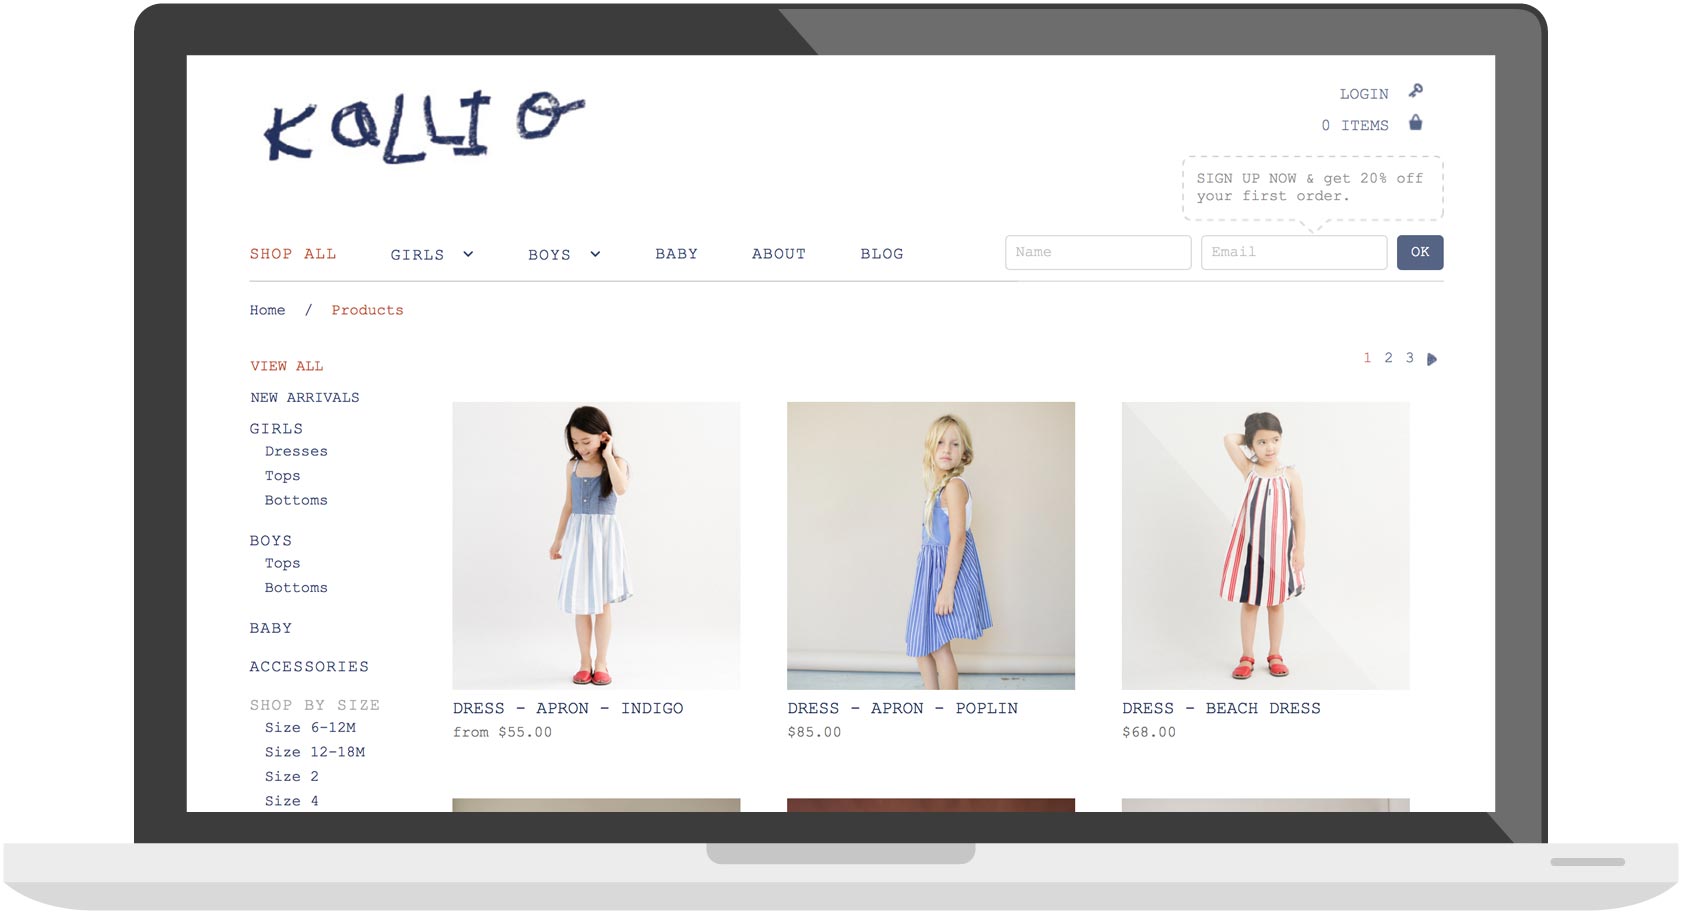 KALLIO
LOGIN
0 ITEMS
SIGN UP NOW & get 20% off
your first order.
SHOP ALL GIRLS BOYS BABY ABOUT BLOG Name Email OK
Home / Products
1 2 3
VIEW ALL
NEW ARRIVALS
GIRLS
Dresses
Tops
Bottoms
BOYS
Tops
Bottoms
BABY
ACCESSORIES
SHOP BY SIZE
Size 6-12M
Size 12-18M
Size 2
Size 4
DRESS - APRON - INDIGO
from $55.00
DRESS - APRON - POPLIN
$85.00
DRESS - BEACH DRESS
$68.00